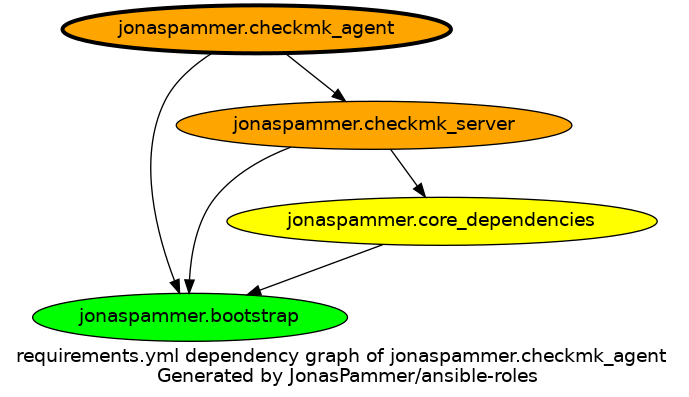 jonaspammer.checkmk_agent
jonaspammer.checkmk_server
jonaspammer.core_dependencies
jonaspammer.bootstrap
requirements.yml dependency graph of jonaspammer.checkmk_agent
Generated by JonasPammer/ansible-roles